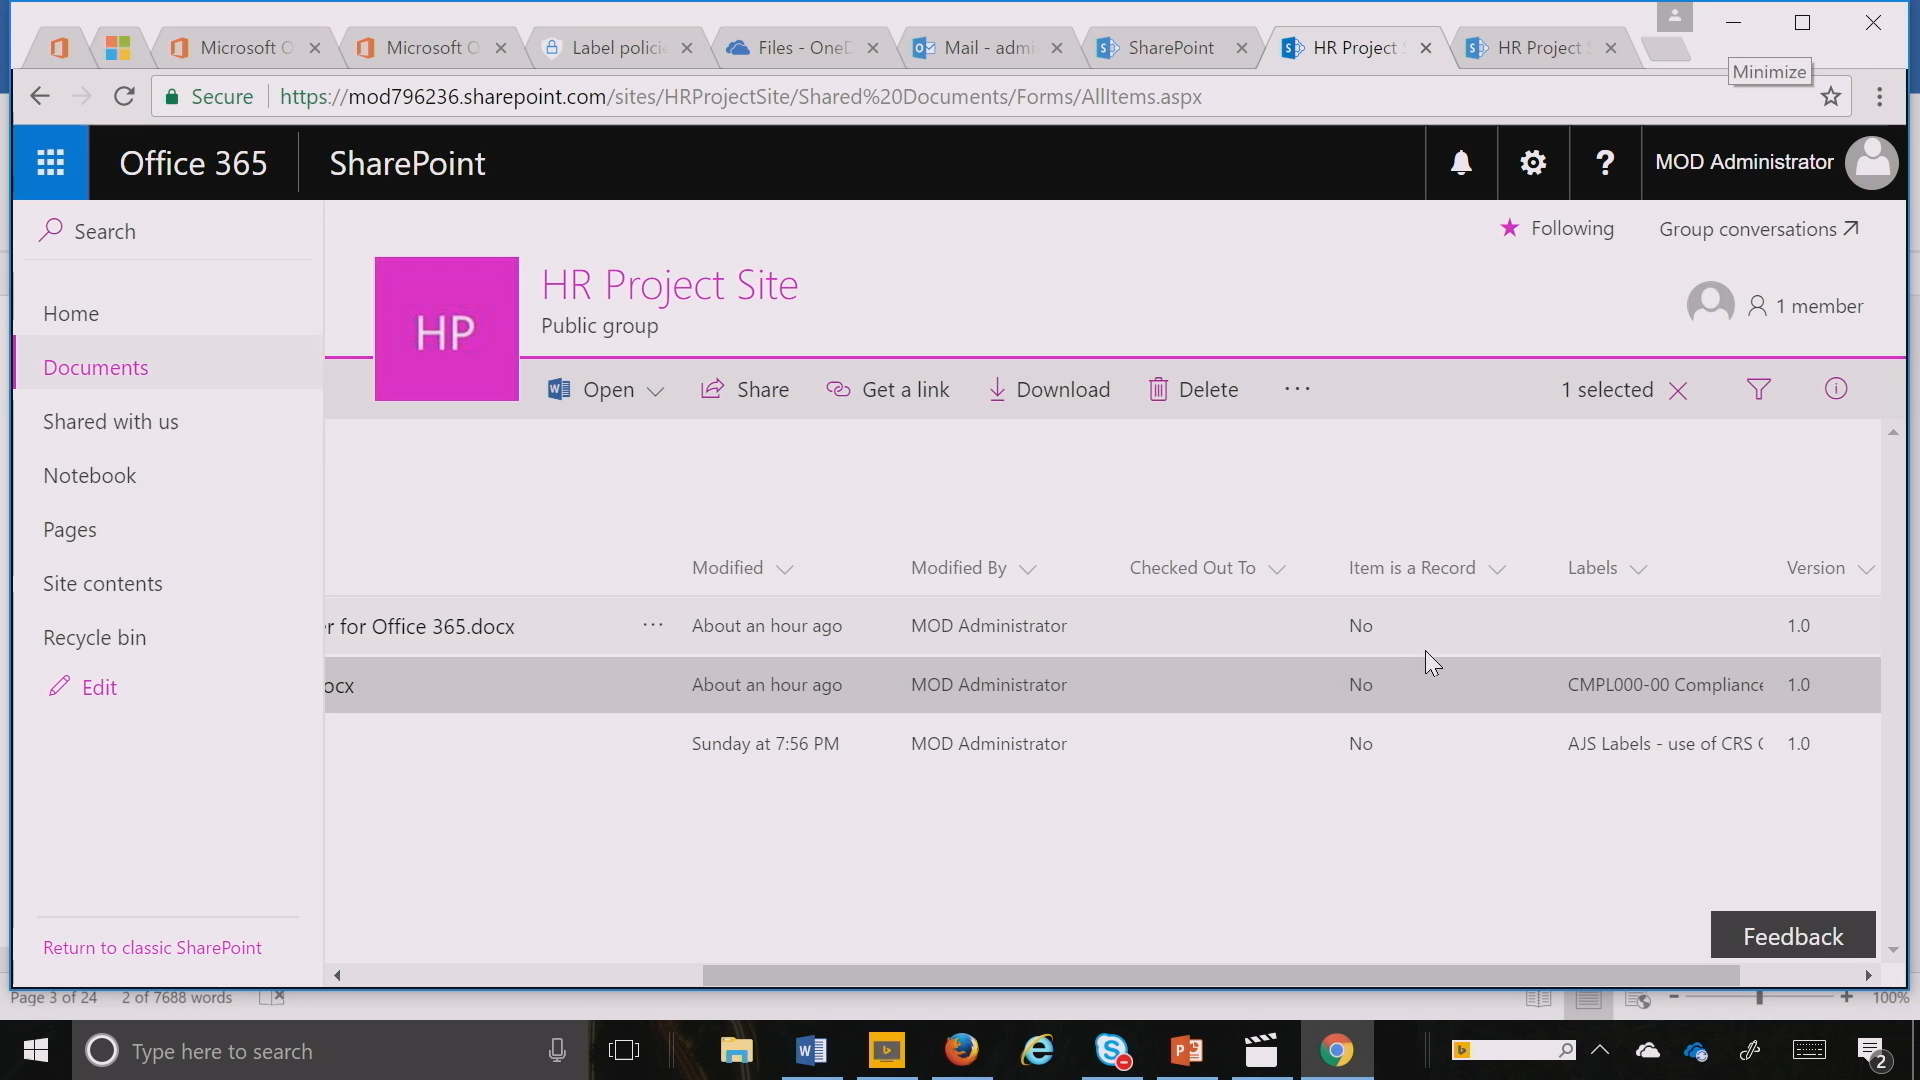 Microsoft O
Microsoft O
Label policie
Files - OneD
Mail - admi
SharePoint
HR Project S
HR Project S
Minimize
Secure
https://mod796236.sharepoint.com/sites/HRProjectSite/Shared%20Documents/Forms/AllItems.aspx
Office 365
SharePoint
?
MOD Administrator
Search
Following
Group conversations
HP
HR Project Site
Public group
1 member
Home
Documents
Shared with us
Notebook
Pages
Site contents
Recycle bin
Edit
Return to classic SharePoint
Open
Share
Get a link
Download
Delete
...
1 selected
Modified Modified By Checked Out To Item is a Record Labels Version
r for Office 365.docx ... About an hour ago MOD Administrator No 1.0
ocx About an hour ago MOD Administrator No CMPL000-00 Compliance 1.0
Sunday at 7:56 PM MOD Administrator No AJS Labels - use of CRS 1.0
Feedback
Page 3 of 24 2 of 7688 words
100%
Type here to search
2